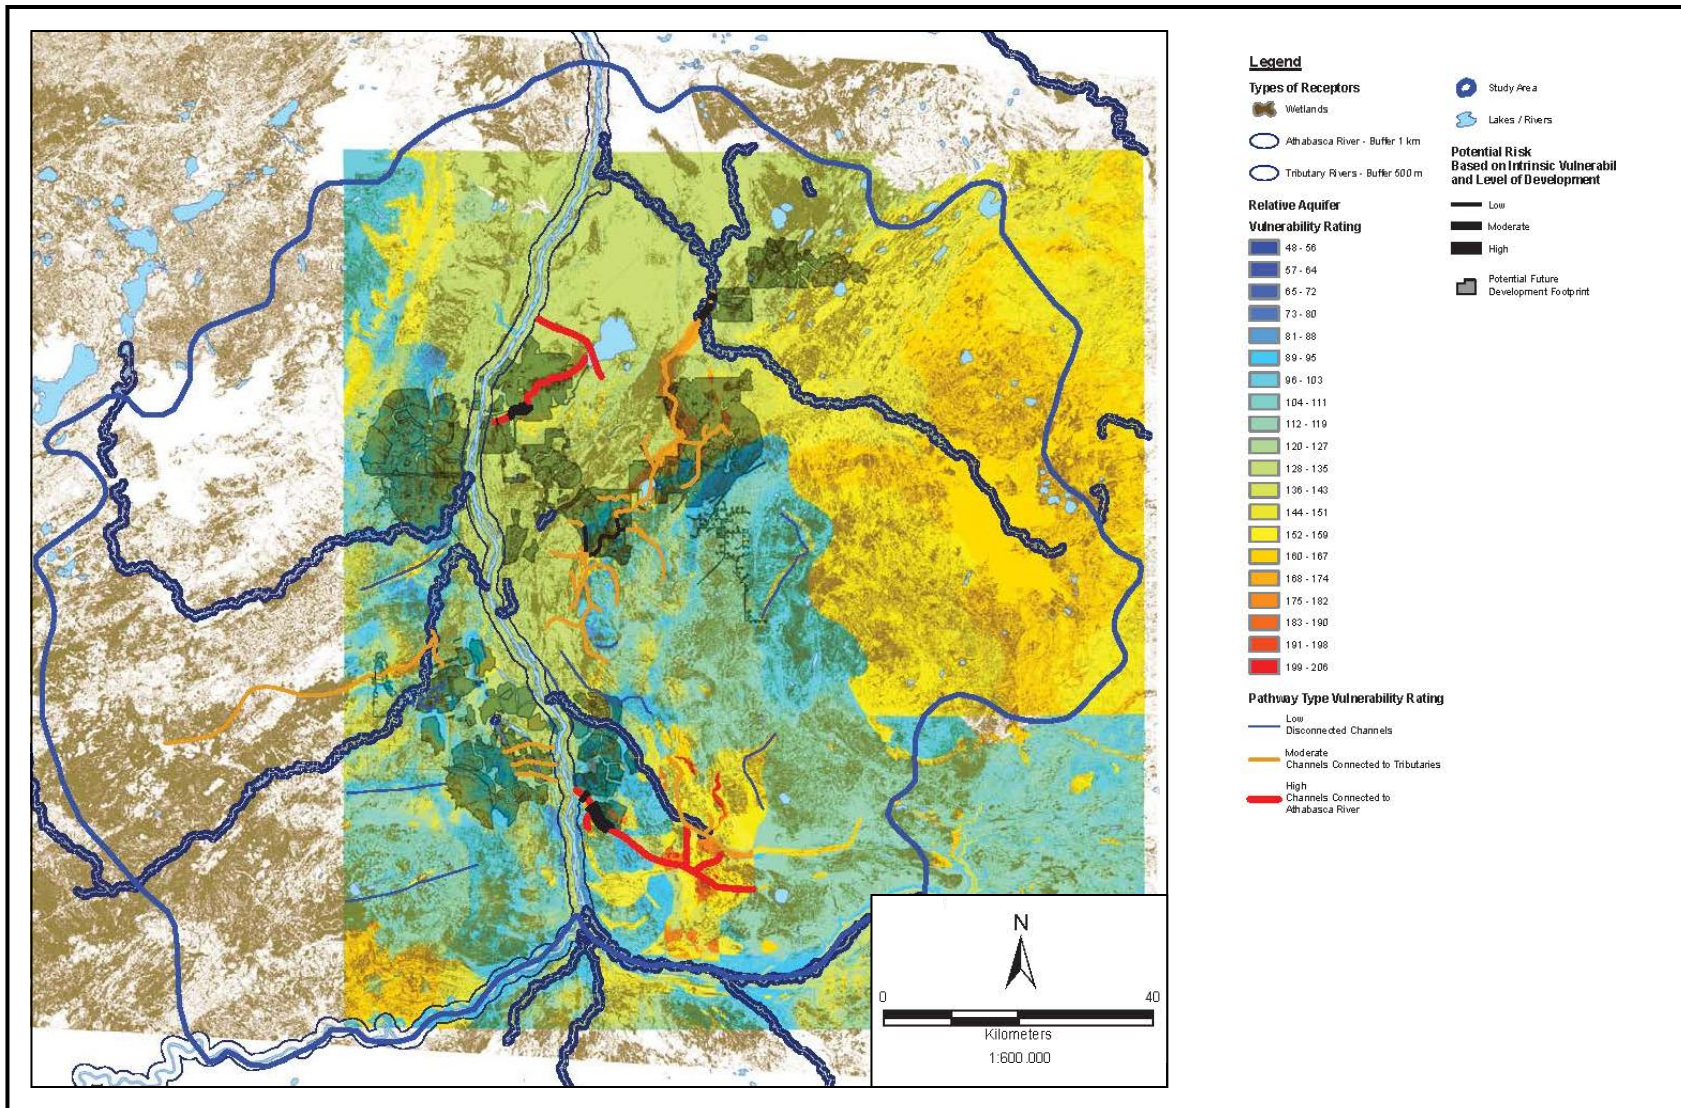 Legend
Types of Receptors
Wetlands
Athabasca River - Buffer 1 km
Tributary Rivers - Buffer 500 m
Relative Aquifer
Vulnerability Rating
48 - 56
57 - 64
65 - 72
73 - 80
81 - 88
89 - 95
96 - 103
104 - 111
112 - 119
120 - 127
128 - 135
136 - 143
144 - 151
152 - 159
160 - 167
168 - 174
175 - 182
183 - 190
191 - 198
199 - 206
Pathway Type Vulnerability Rating
Low
Disconnected Channels
Moderate
Channels Connected to Tributaries
High
Channels Connected to
Athabasca River
Study Area
Lakes / Rivers
Potential Risk
Based on Intrinsic Vulnerabil
and Level of Development
Low
Moderate
High
Potential Future
Development Footprint
N
0 40
Kilometers
1:600.000